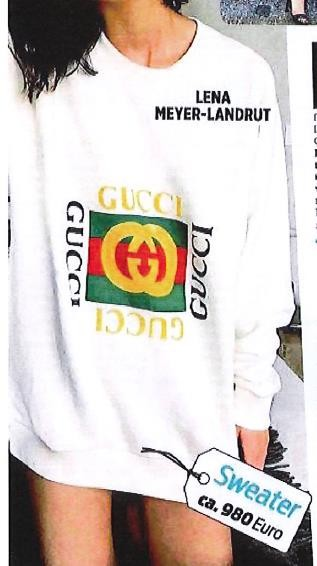 LENA
MEYER-LANDRUT
GUCCI
GUCCI
GUCCI
GUCCI
Sweater
ca. 980 Euro